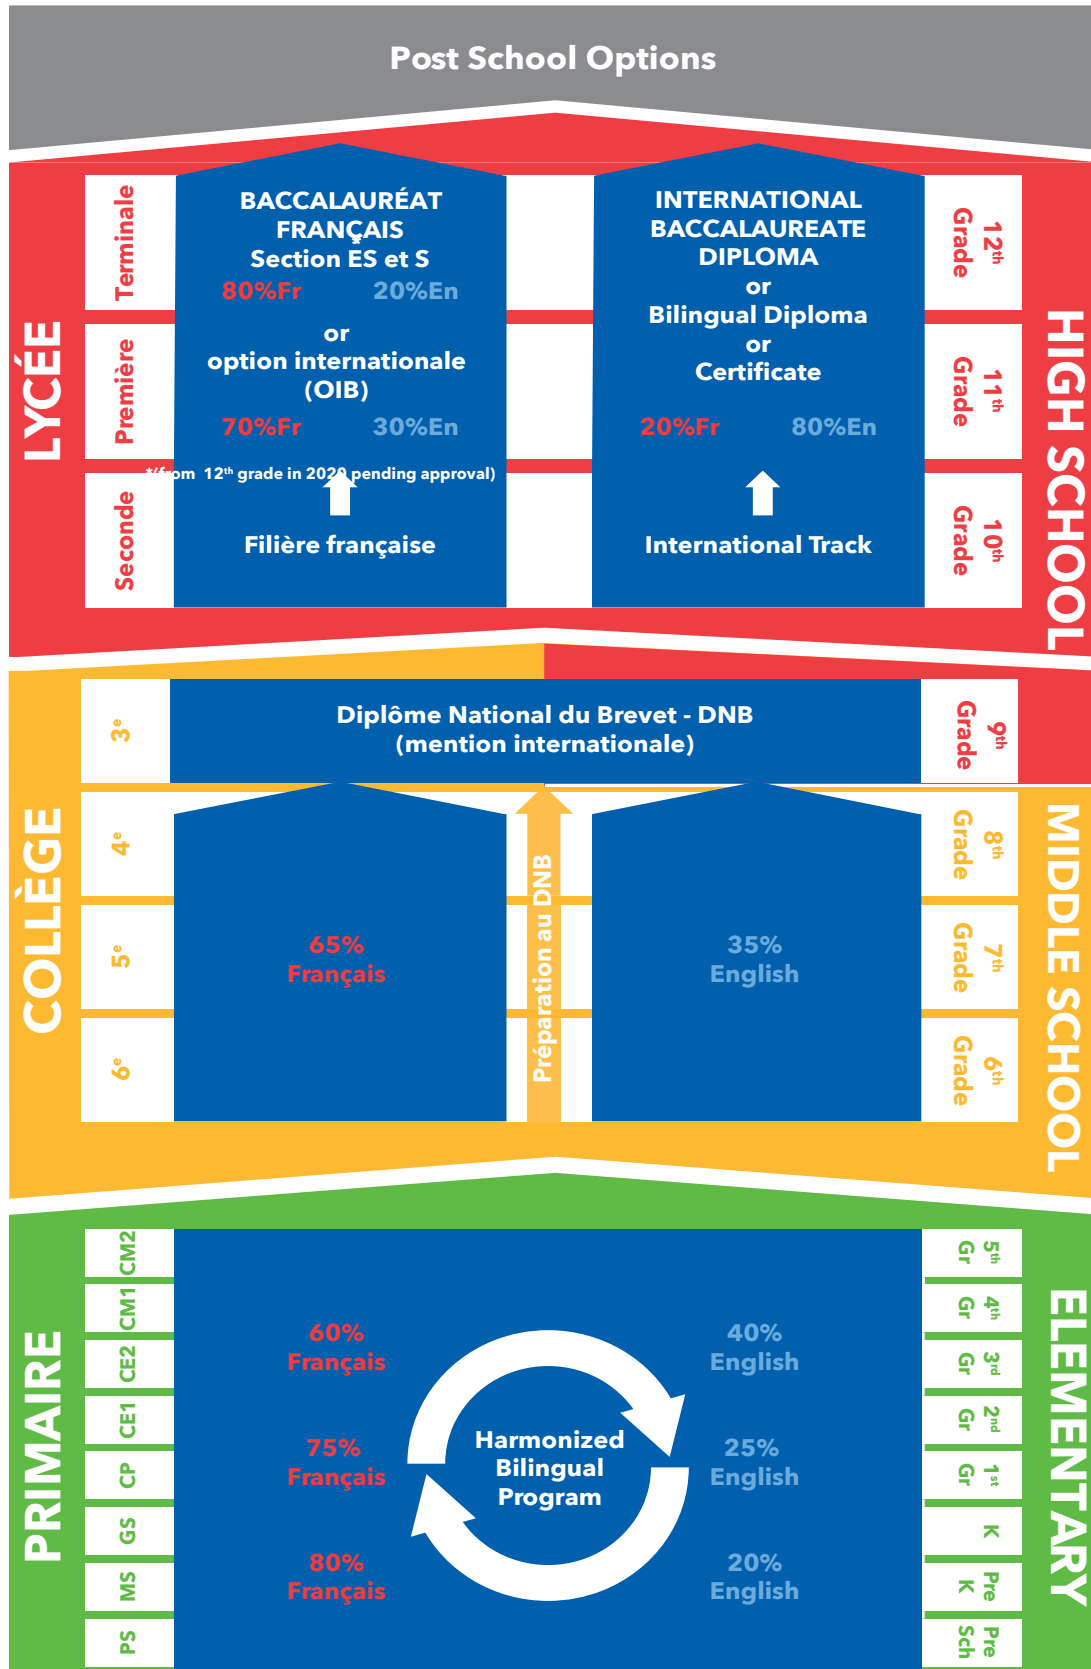 Post School Options
LYCÉE
Terminale
Première
Seconde
BACCALAURÉAT
FRANÇAIS
Section ES et S
*
80%Fr 20%En
or
option internationale
(OIB)
70%Fr 30%En
*(from 12th grade in 2020 pending approval)
Filière française
INTERNATIONAL
BACCALAUREATE
DIPLOMA
or
Bilingual Diploma
or
Certificate
20%Fr 80%En
International Track
12th
Grade
11th
Grade
10th
Grade
HIGH SCHOOL
COLLÈGE
3e
4e
5e
6e
Diplôme National du Brevet - DNB
(mention internationale)
65%
Français
Préparation au DNB
35%
English
9th
Grade
8th
Grade
7th
Grade
6th
Grade
MIDDLE SCHOOL
PRIMAIRE
CM2
CM1
CE2
CE1
CP
GS
MS
PS
60%
Français
75%
Français
80%
Français
Harmonized
Bilingual
Program
40%
English
25%
English
20%
English
5th
Gr
4th
Gr
3rd
Gr
2nd
Gr
1st
Gr
K
Pre
K
Pre
Sch
ELEMENTARY